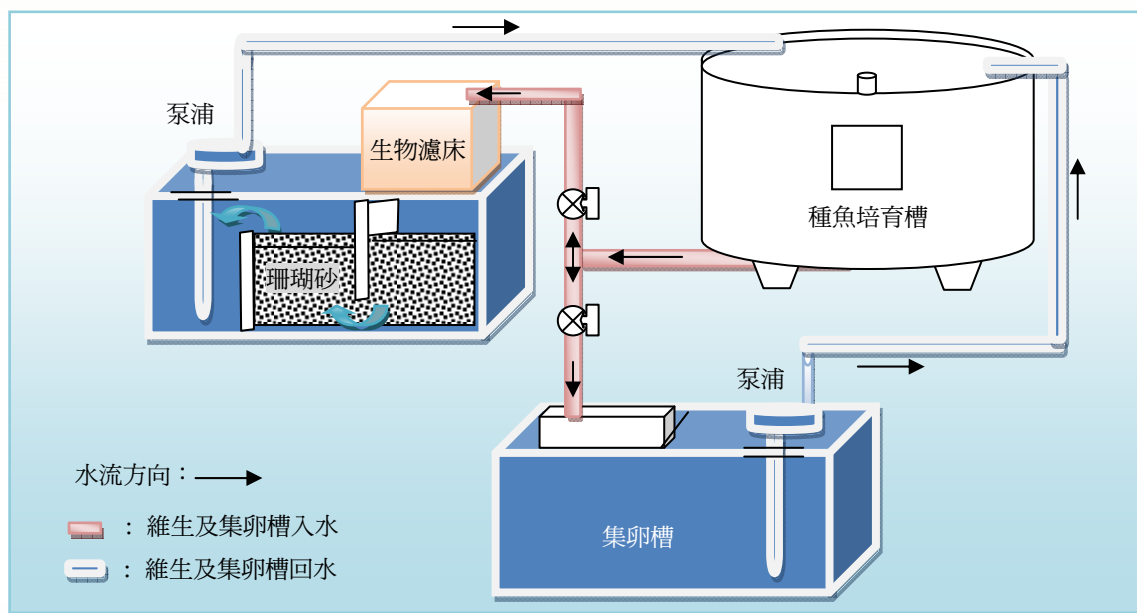 泵浦
生物濾床
種魚培育槽
珊瑚砂
泵浦
集卵槽
水流方向：
：維生及集卵槽入水
：維生及集卵槽回水